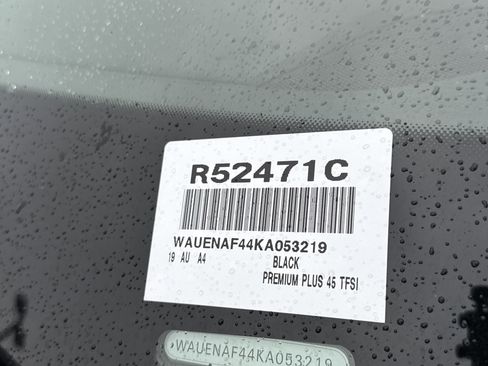 R52471C
WAUENAF44KA053219
19 AU A4 BLACK
PREMIUM PLUS 45 TFSI
WAUENAF44KA053219